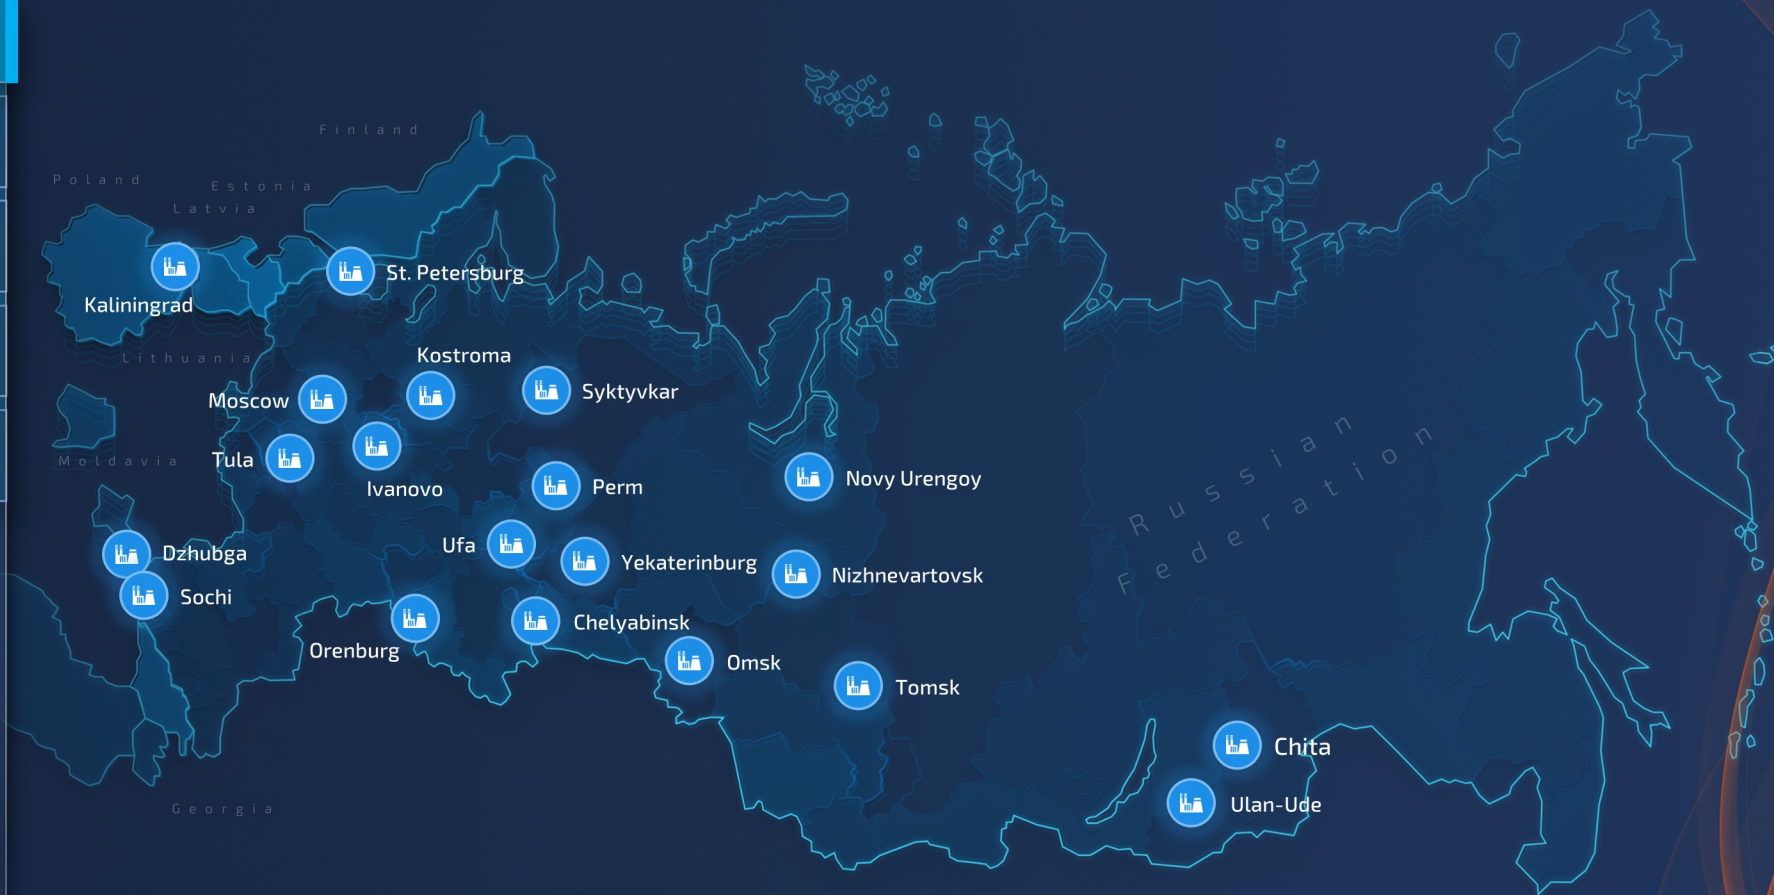 Finland
Poland
Estonia
Latvia
St. Petersburg
Kaliningrad
Lithuania
Kostroma
Syktyvkar
Moscow
Tula
Moldavia
Ivanovo
Perm
Novy Urengoy
Russian
Federation
Ufa
Dzhubga
Yekaterinburg
Nizhnevartovsk
Sochi
Chelyabinsk
Orenburg
Omsk
Tomsk
Chita
Ulan-Ude
Georgia